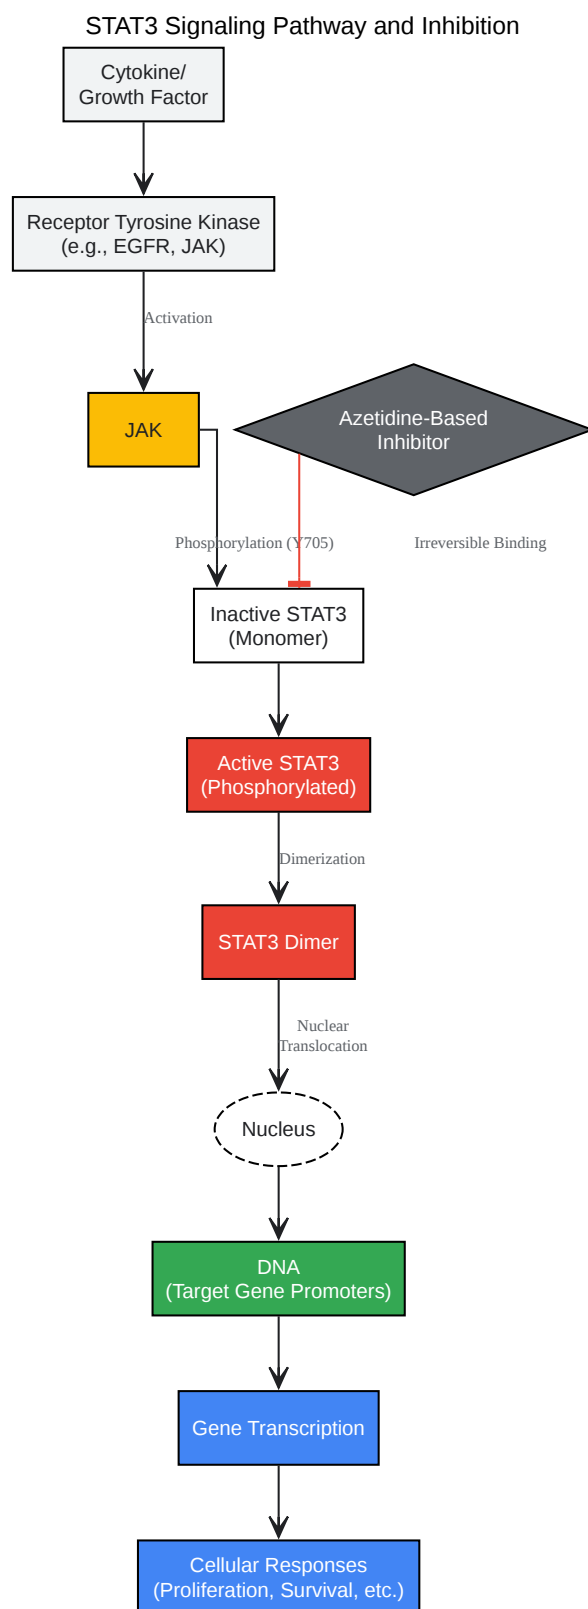 STAT3 Signaling Pathway and Inhibition
Cytokine/
Growth Factor
Receptor Tyrosine Kinase
(e.g., EGFR, JAK)
Activation
JAK
Azetidine-Based
Inhibitor
Phosphorylation (Y705)
Irreversible Binding
Inactive STAT3
(Monomer)
Active STAT3
(Phosphorylated)
Dimerization
STAT3 Dimer
Nuclear
Translocation
Nucleus
DNA
(Target Gene Promoters)
Gene Transcription
Cellular Responses
(Proliferation, Survival, etc.)